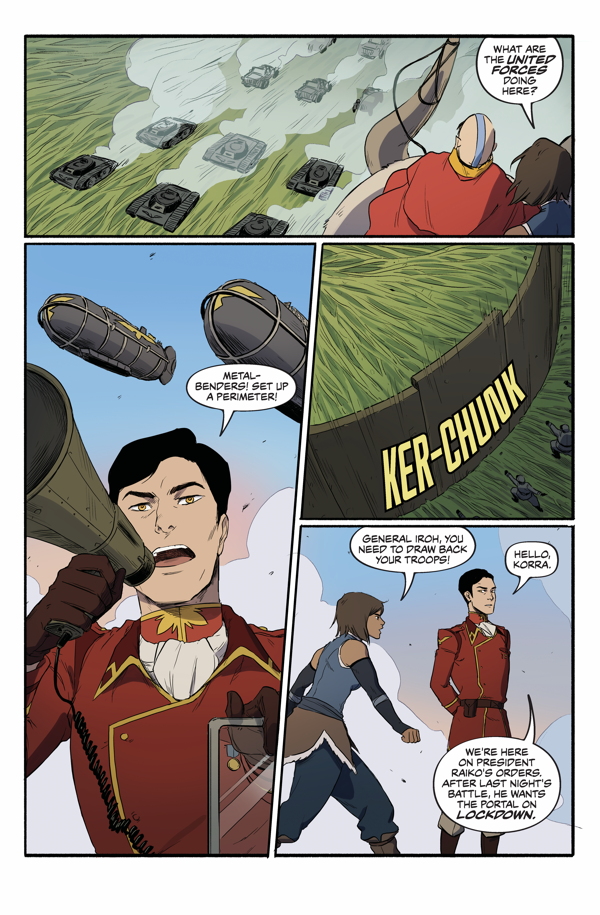 WHAT ARE
THE UNITED
FORCES
DOING
HERE?
METAL-
BENDERS! SET UP
A PERIMETER!
KER-CHUNK
GENERAL IROH, YOU
NEED TO DRAW BACK
YOUR TROOPS!
HELLO,
KORRA.
WE'RE HERE
ON PRESIDENT
RAIKO'S ORDERS.
AFTER LAST NIGHT'S
BATTLE, HE WANTS
THE PORTAL ON
LOCKDOWN.